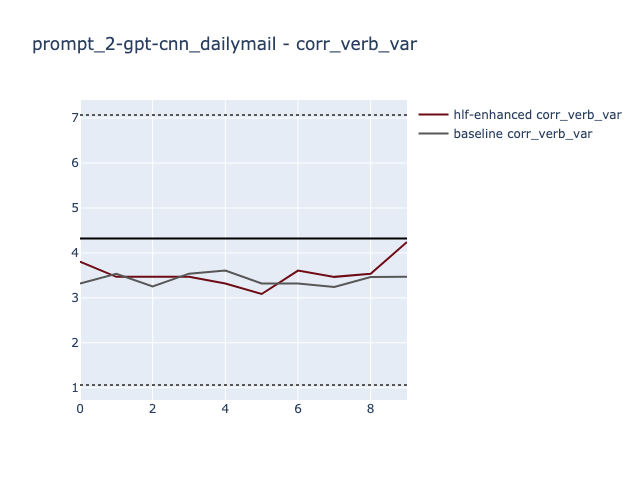 prompt_2-gpt-cnn_dailymail - corr_verb_var
hlf-enhanced corr_verb_var
baseline corr_verb_var
7
6
5
4
3
2
1
0 2 4 6 8